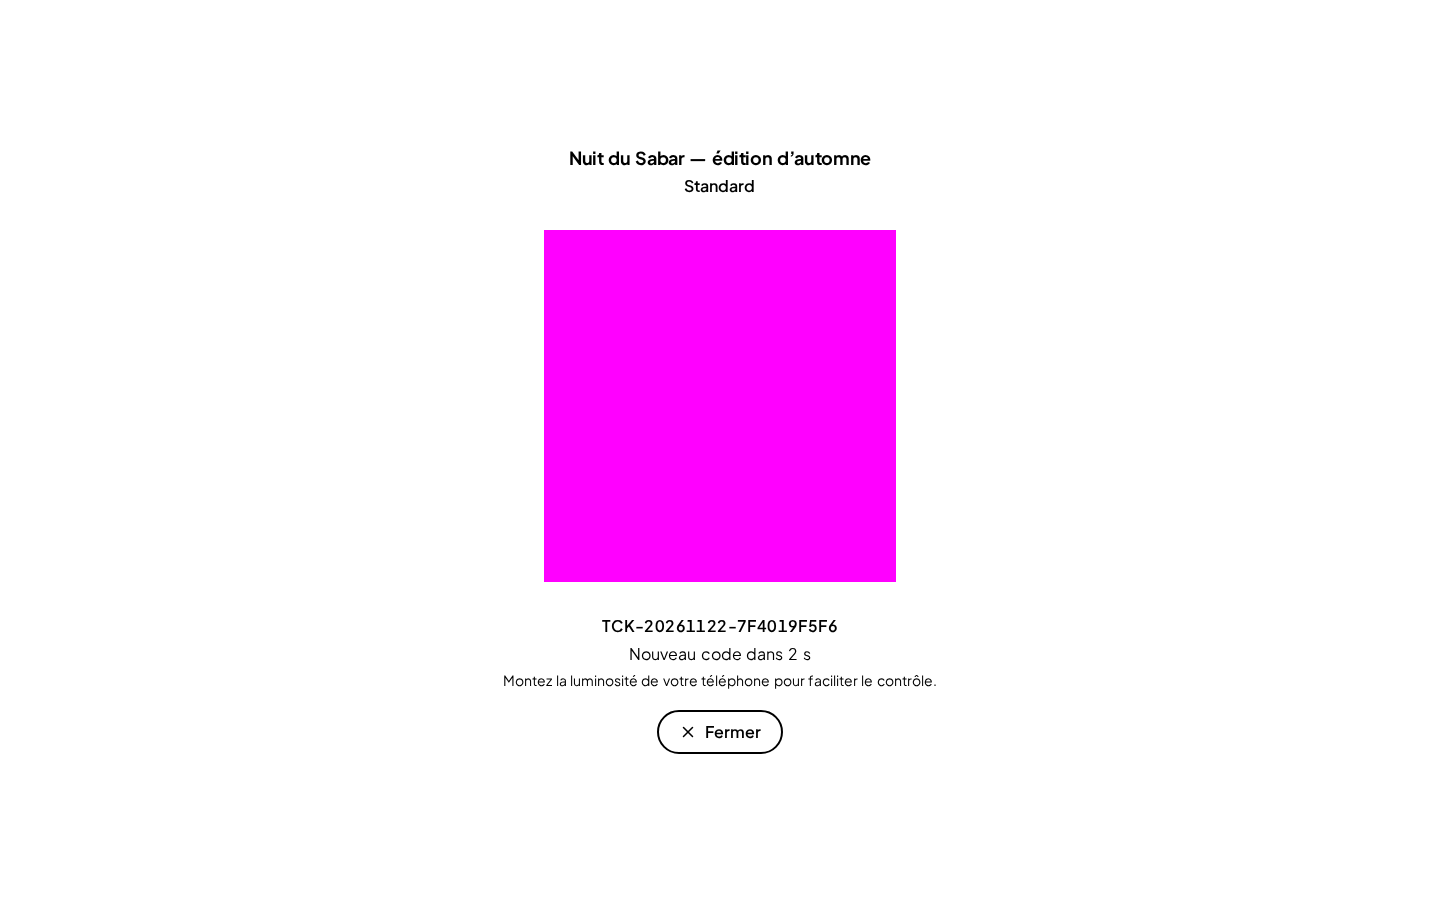 Nuit du Sabar — édition d’automne
Standard
TCK-20261122-7F4019F5F6
Nouveau code dans 2 s
Montez la luminosité de votre téléphone pour faciliter le contrôle.
Fermer